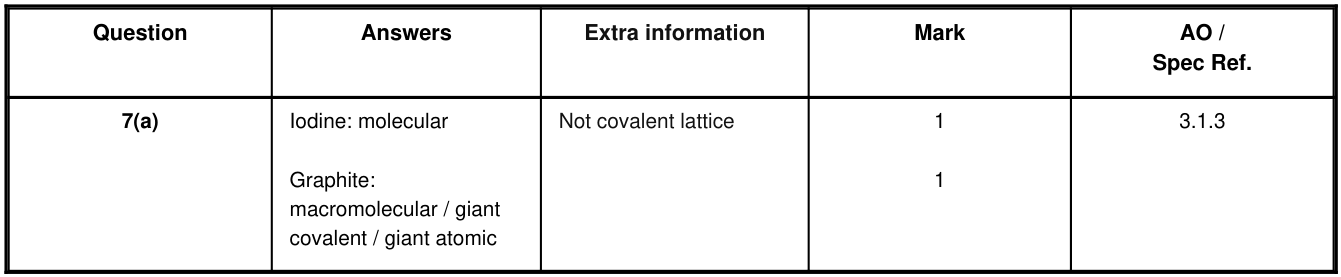 Question Answers Extra information Mark AO /
Spec Ref.
7(a) Iodine: molecular Not covalent lattice 1 3.1.3
Graphite: 1
macromolecular / giant
covalent / giant atomic